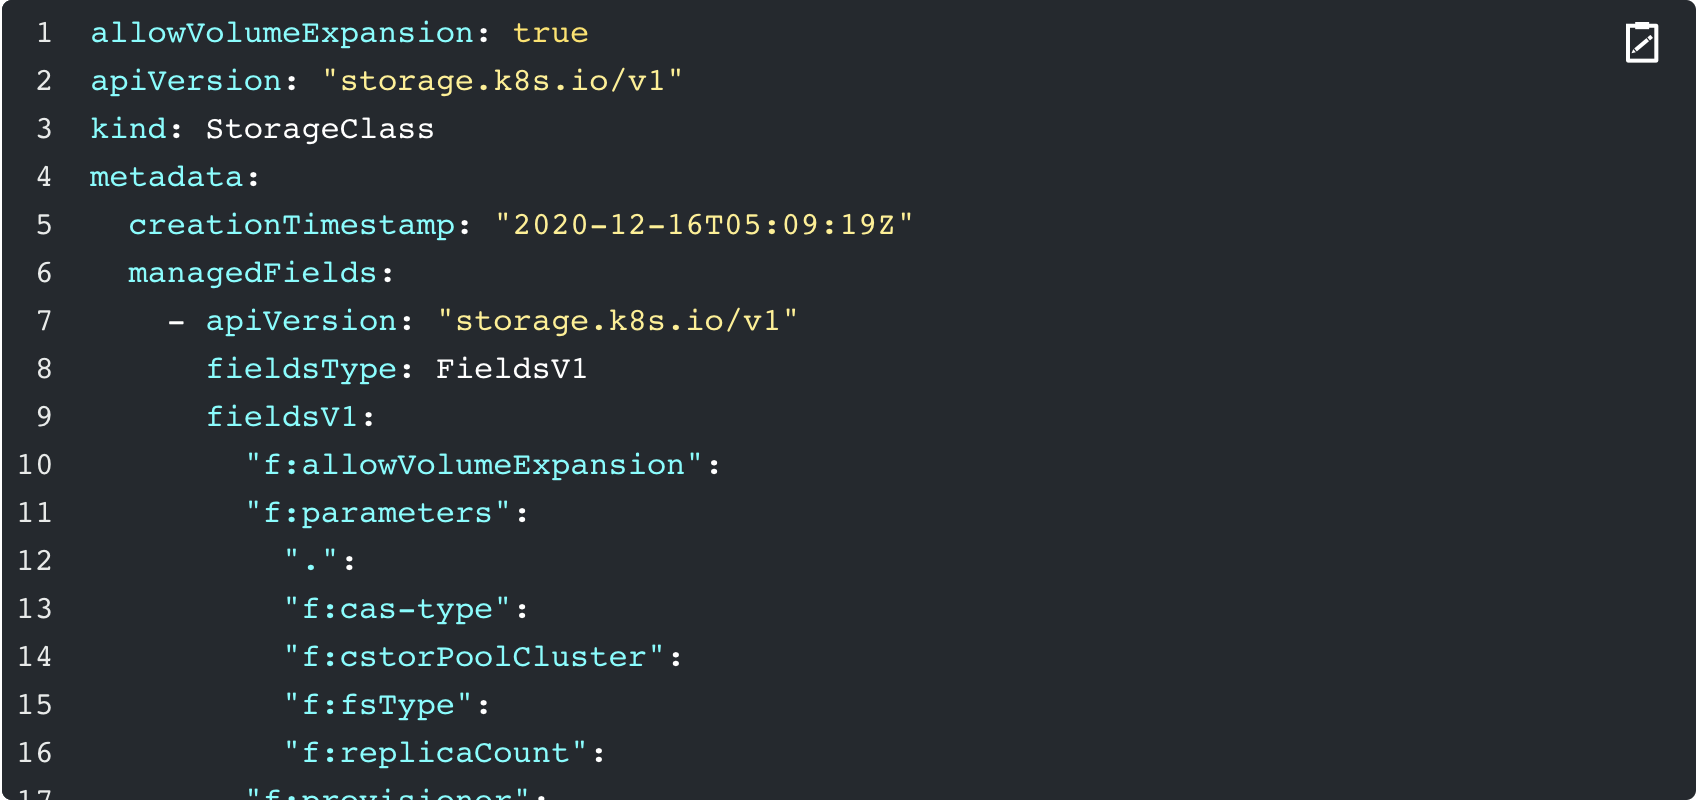 1 allowVolumeExpansion: true
2 apiVersion: "storage.k8s.io/v1"
3 kind: StorageClass
4 metadata:
5   creationTimestamp: "2020-12-16T05:09:19Z"
6   managedFields:
7     - apiVersion: "storage.k8s.io/v1"
8       fieldsType: FieldsV1
9       fieldsV1:
10         "f:allowVolumeExpansion":
11         "f:parameters":
12           ".":
13           "f:cas-type":
14           "f:cstorPoolCluster":
15           "f:fsType":
16           "f:replicaCount":
17         "f:provisioner":